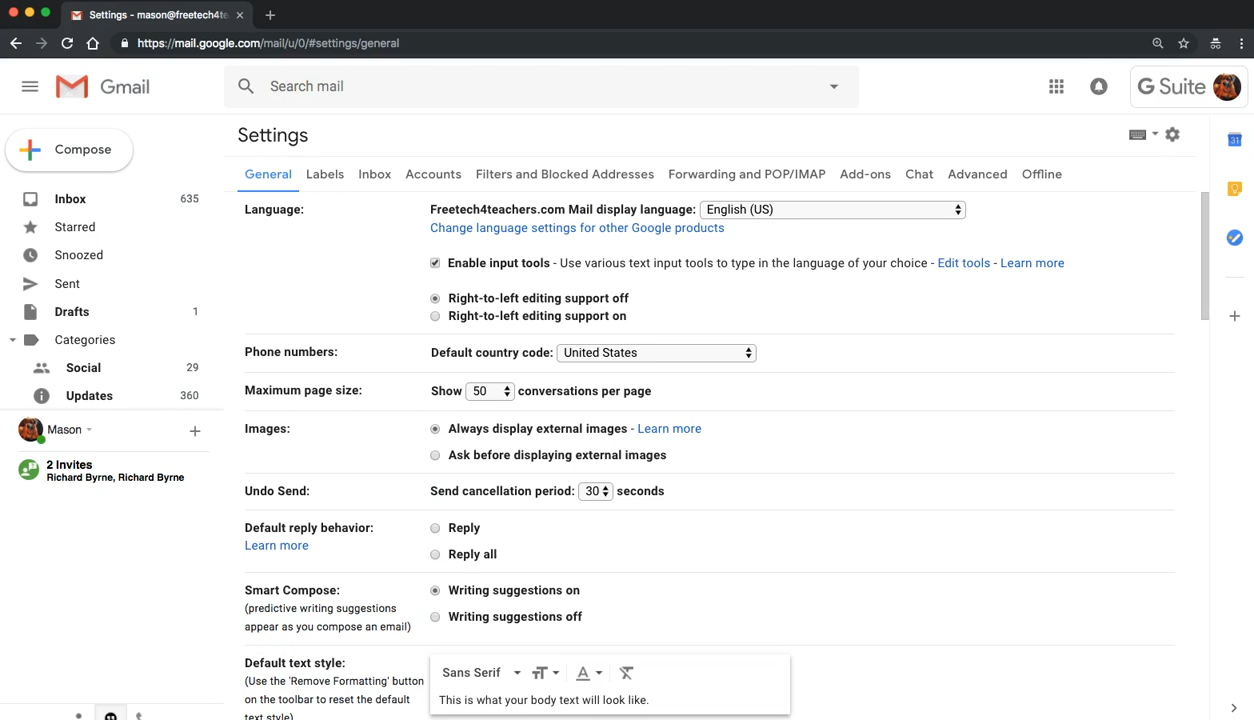 Settings - mason@freetech4te
https://mail.google.com/mail/u/0/#settings/general
Gmail
Search mail
G Suite
Compose
Inbox 635
Starred
Snoozed
Sent
Drafts 1
Categories
Social 29
Updates 360
Mason
2 Invites
Richard Byrne, Richard Byrne
Settings
General Labels Inbox Accounts Filters and Blocked Addresses Forwarding and POP/IMAP Add-ons Chat Advanced Offline
Language: Freetech4teachers.com Mail display language: English (US)
Change language settings for other Google products
Enable input tools - Use various text input tools to type in the language of your choice - Edit tools - Learn more
Right-to-left editing support off
Right-to-left editing support on
Phone numbers: Default country code: United States
Maximum page size: Show 50 conversations per page
Images: Always display external images - Learn more
Ask before displaying external images
Undo Send: Send cancellation period: 30 seconds
Default reply behavior: Reply
Learn more
Reply all
Smart Compose: Writing suggestions on
(predictive writing suggestions
appear as you compose an email)
Writing suggestions off
Default text style:
(Use the 'Remove Formatting' button
on the toolbar to reset the default
text style)
Sans Serif
This is what your body text will look like.
31